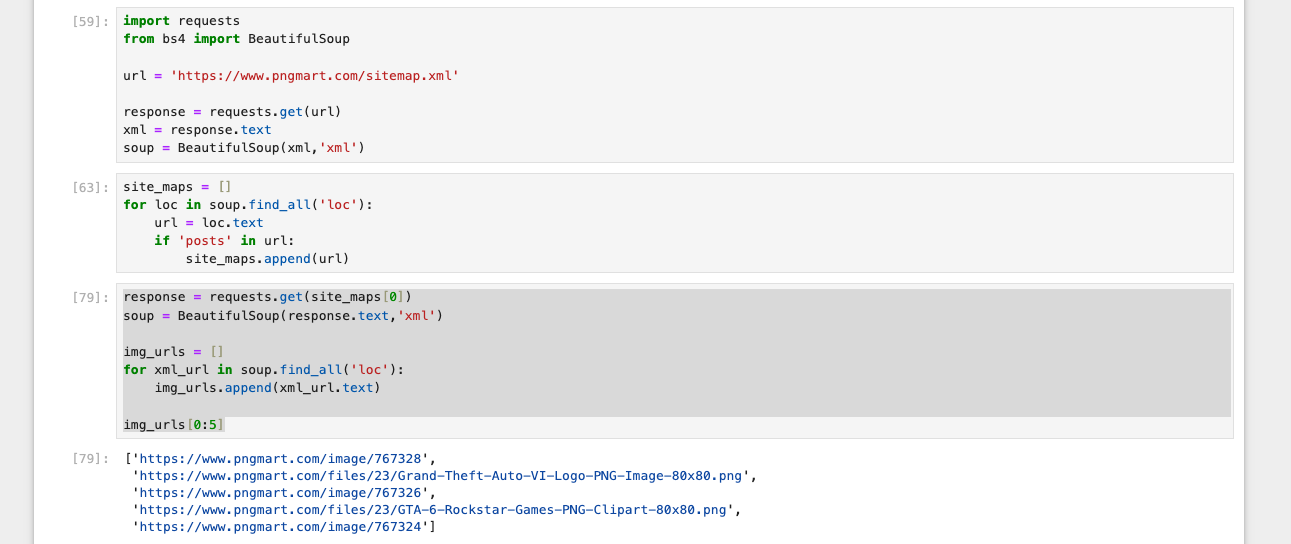 [59]: import requests
from bs4 import BeautifulSoup
url = 'https://www.pngmart.com/sitemap.xml'
response = requests.get(url)
xml = response.text
soup = BeautifulSoup(xml,'xml')
[63]: site_maps = []
for loc in soup.find_all('loc'):
    url = loc.text
    if 'posts' in url:
        site_maps.append(url)
[79]: response = requests.get(site_maps[0])
soup = BeautifulSoup(response.text,'xml')
img_urls = []
for xml_url in soup.find_all('loc'):
    img_urls.append(xml_url.text)
img_urls[0:5]
[79]: ['https://www.pngmart.com/image/767328',
'https://www.pngmart.com/files/23/Grand-Theft-Auto-VI-Logo-PNG-Image-80x80.png',
'https://www.pngmart.com/image/767326',
'https://www.pngmart.com/files/23/GTA-6-Rockstar-Games-PNG-Clipart-80x80.png',
'https://www.pngmart.com/image/767324']